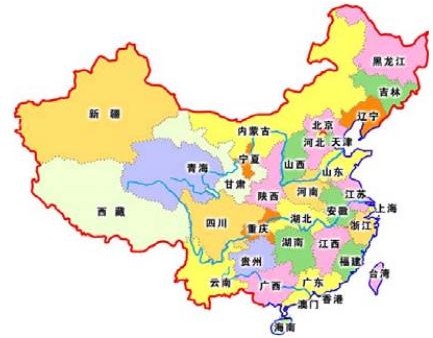 黑龙江
吉林
辽宁
新疆
内蒙古
北京
河北
天津
宁夏
山西
山东
青海
甘肃
陕西
河南
江苏
西藏
四川
重庆
湖北
安徽
上海
浙江
湖南
江西
贵州
福建
云南
广西
广东
台湾
澳门
香港
海南